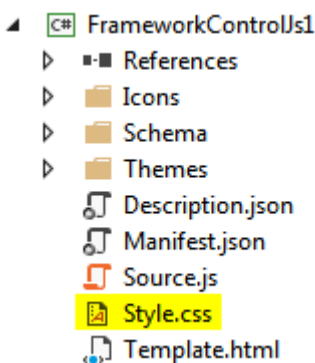 C# FrameworkControlJs1
References
Icons
Schema
Themes
Description.json
Manifest.json
Source.js
Style.css
Template.html